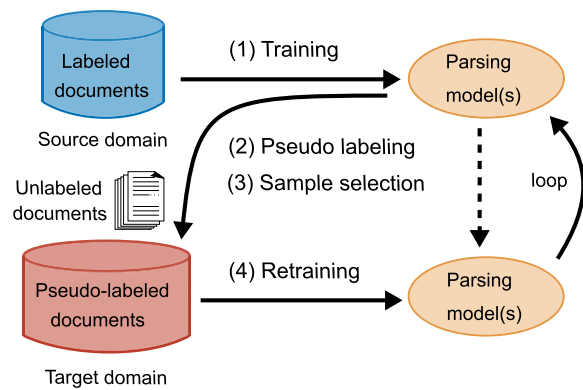 Labeled
documents
Source domain
(1) Training
Parsing
model(s)
(2) Pseudo labeling
(3) Sample selection
loop
Unlabeled
documents
Pseudo-labeled
documents
Target domain
(4) Retraining
Parsing
model(s)